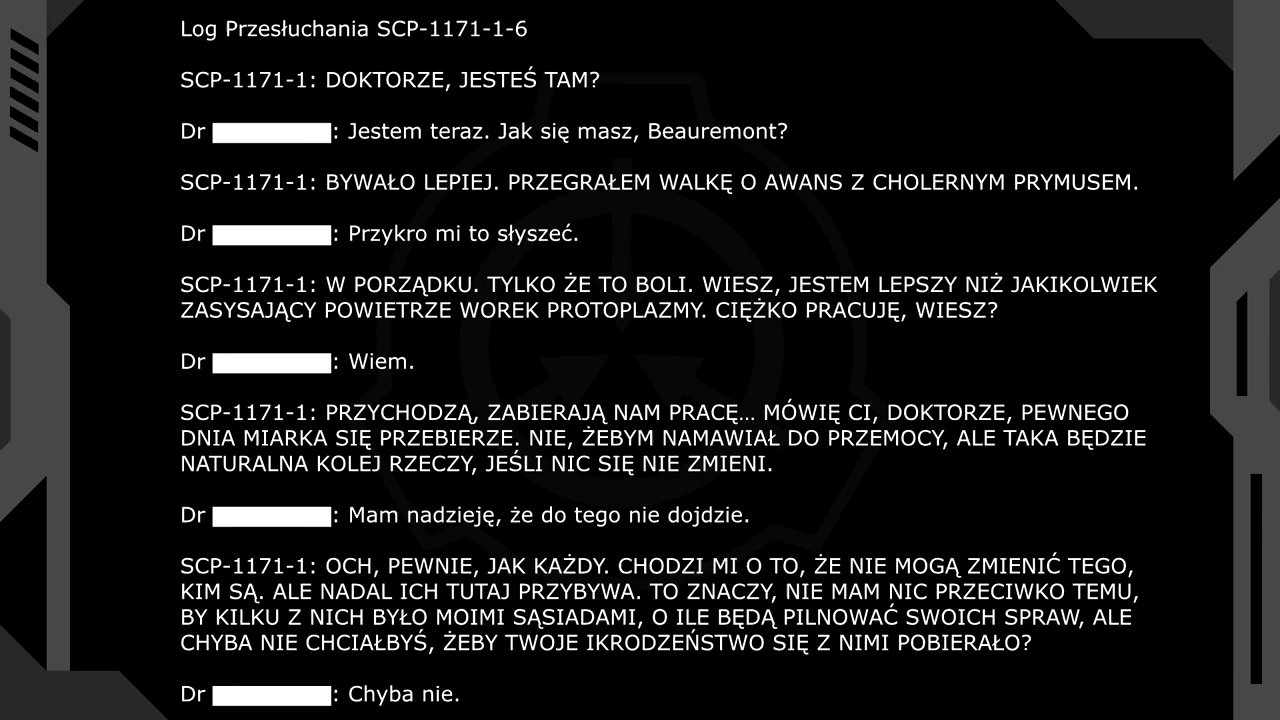 Log Przesłuchania SCP-1171-1-6
SCP-1171-1: DOKTORZE, JESTEŚ TAM?
Dr : Jestem teraz. Jak się masz, Beauremont?
SCP-1171-1: BYWAŁO LEPIEJ. PRZEGRAŁEM WALKĘ O AWANS Z CHOLERNYM PRYMUSEM.
Dr : Przykro mi to słyszeć.
SCP-1171-1: W PORZĄDKU. TYLKO ŻE TO BOLI. WIESZ, JESTEM LEPSZY NIŻ JAKIKOLWIEK
ZASYSAJĄCY POWIETRZE WOREK PROTOPLAZMY. CIĘŻKO PRACUJĘ, WIESZ?
Dr : Wiem.
SCP-1171-1: PRZYCHODZĄ, ZABIERAJĄ NAM PRACĘ… MÓWIĘ CI, DOKTORZE, PEWNEGO
DNIA MIARKA SIĘ PRZEBIERZE. NIE, ŻEBYM NAMAWIAŁ DO PRZEMOCY, ALE TAKA BĘDZIE
NATURALNA KOLEJ RZECZY, JEŚLI NIC SIĘ NIE ZMIENI.
Dr : Mam nadzieję, że do tego nie dojdzie.
SCP-1171-1: OCH, PEWNIE, JAK KAŻDY. CHODZI MI O TO, ŻE NIE MOGĄ ZMIENIĆ TEGO,
KIM SĄ. ALE NADAL ICH TUTAJ PRZYBYWA. TO ZNACZY, NIE MAM NIC PRZECIWKO TEMU,
BY KILKU Z NICH BYŁO MOIMI SĄSIADAMI, O ILE BĘDĄ PILNOWAĆ SWOICH SPRAW, ALE
CHYBA NIE CHCIAŁBYŚ, ŻEBY TWOJE IKRODZEŃSTWO SIĘ Z NIMI POBIERAŁO?
Dr : Chyba nie.